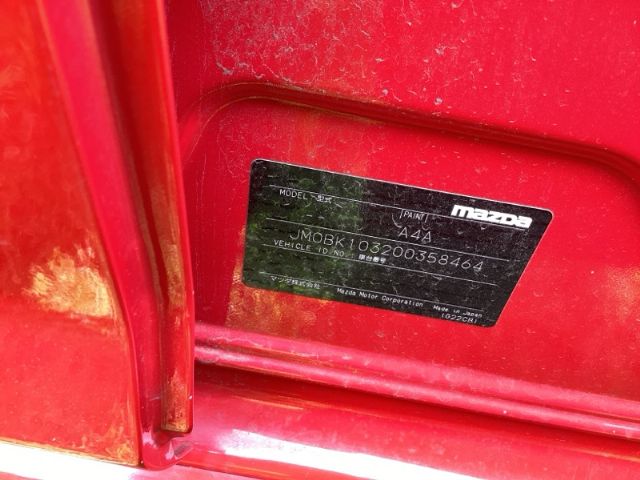 mazda
MODEL 型式
PAINT
A4A
JM0BK103200358464
VEHICLE ID NO. 車台番号
マツダ株式会社 Mazda Motor Corporation Made in Japan
(G22CB)